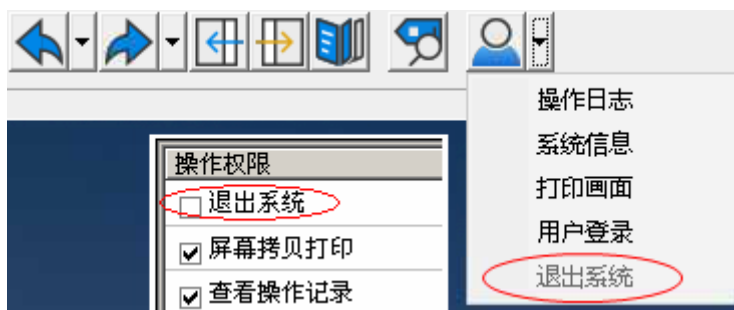 操作日志
系统信息
打印画面
用户登录
退出系统
操作权限
退出系统
屏幕拷贝打印
查看操作记录